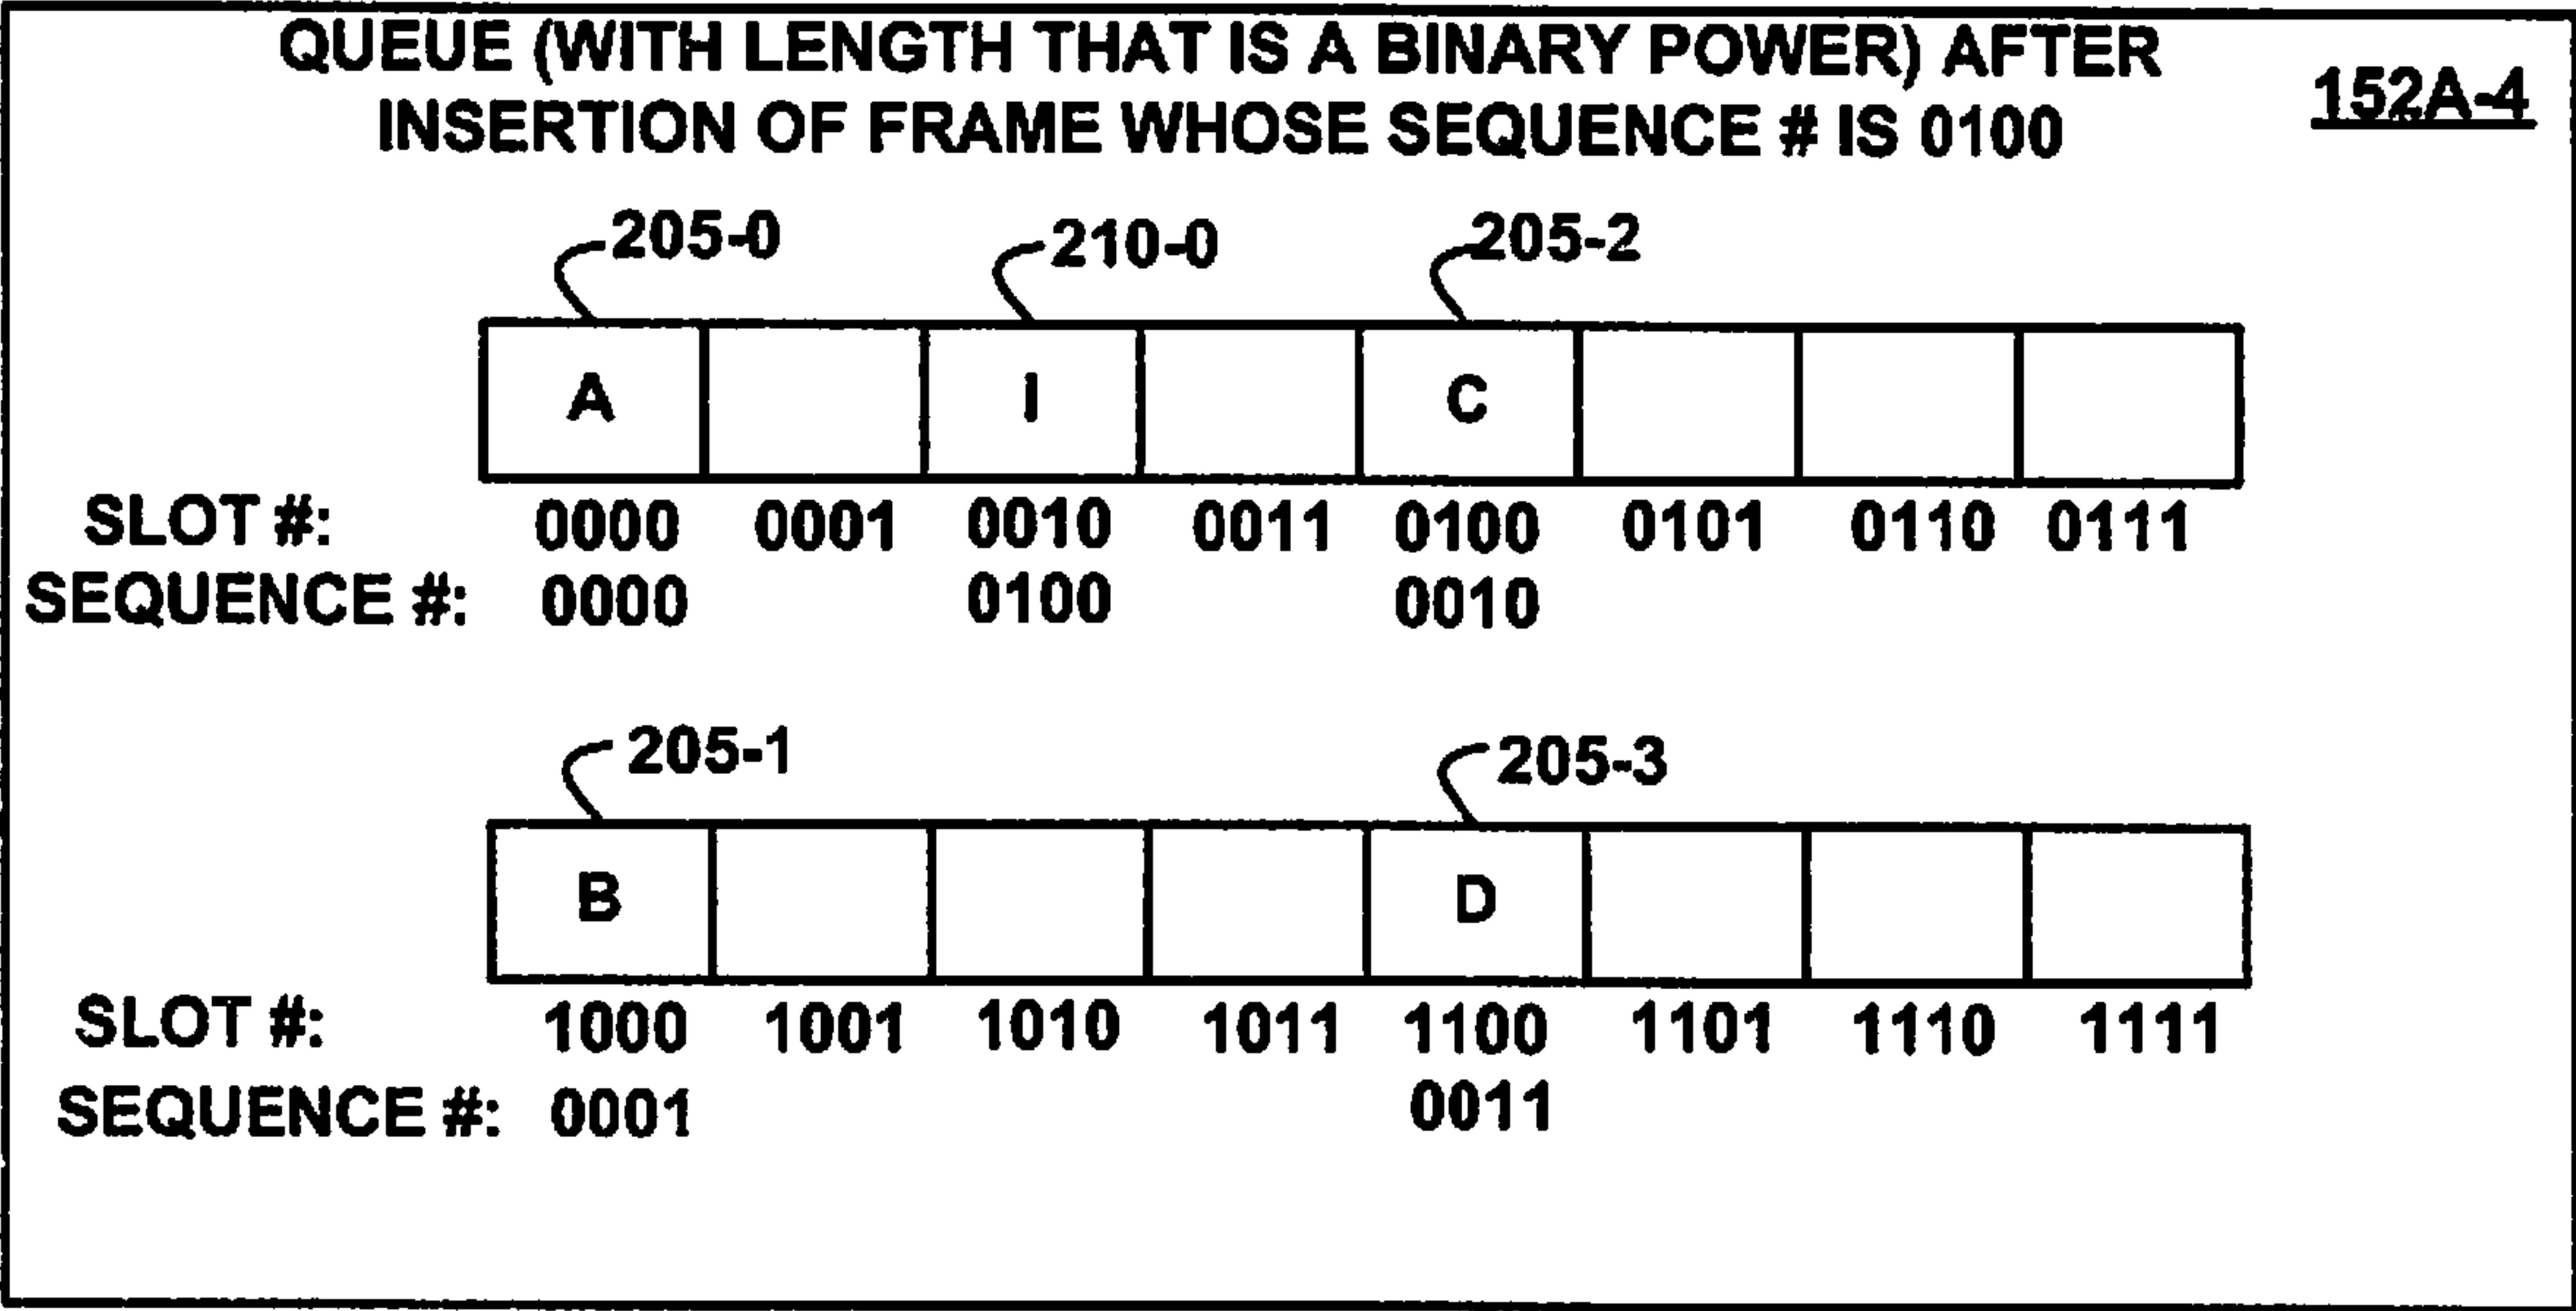 QUEUE (WITH LENGTH THAT IS A BINARY POWER) AFTER
INSERTION OF FRAME WHOSE SEQUENCE # IS 0100
152A-4
205-0 210-0 205-2
A I C
SLOT #: 0000 0001 0010 0011 0100 0101 0110 0111
SEQUENCE #: 0000 0100 0010
205-1 205-3
B D
SLOT #: 1000 1001 1010 1011 1100 1101 1110 1111
SEQUENCE #: 0001 0011